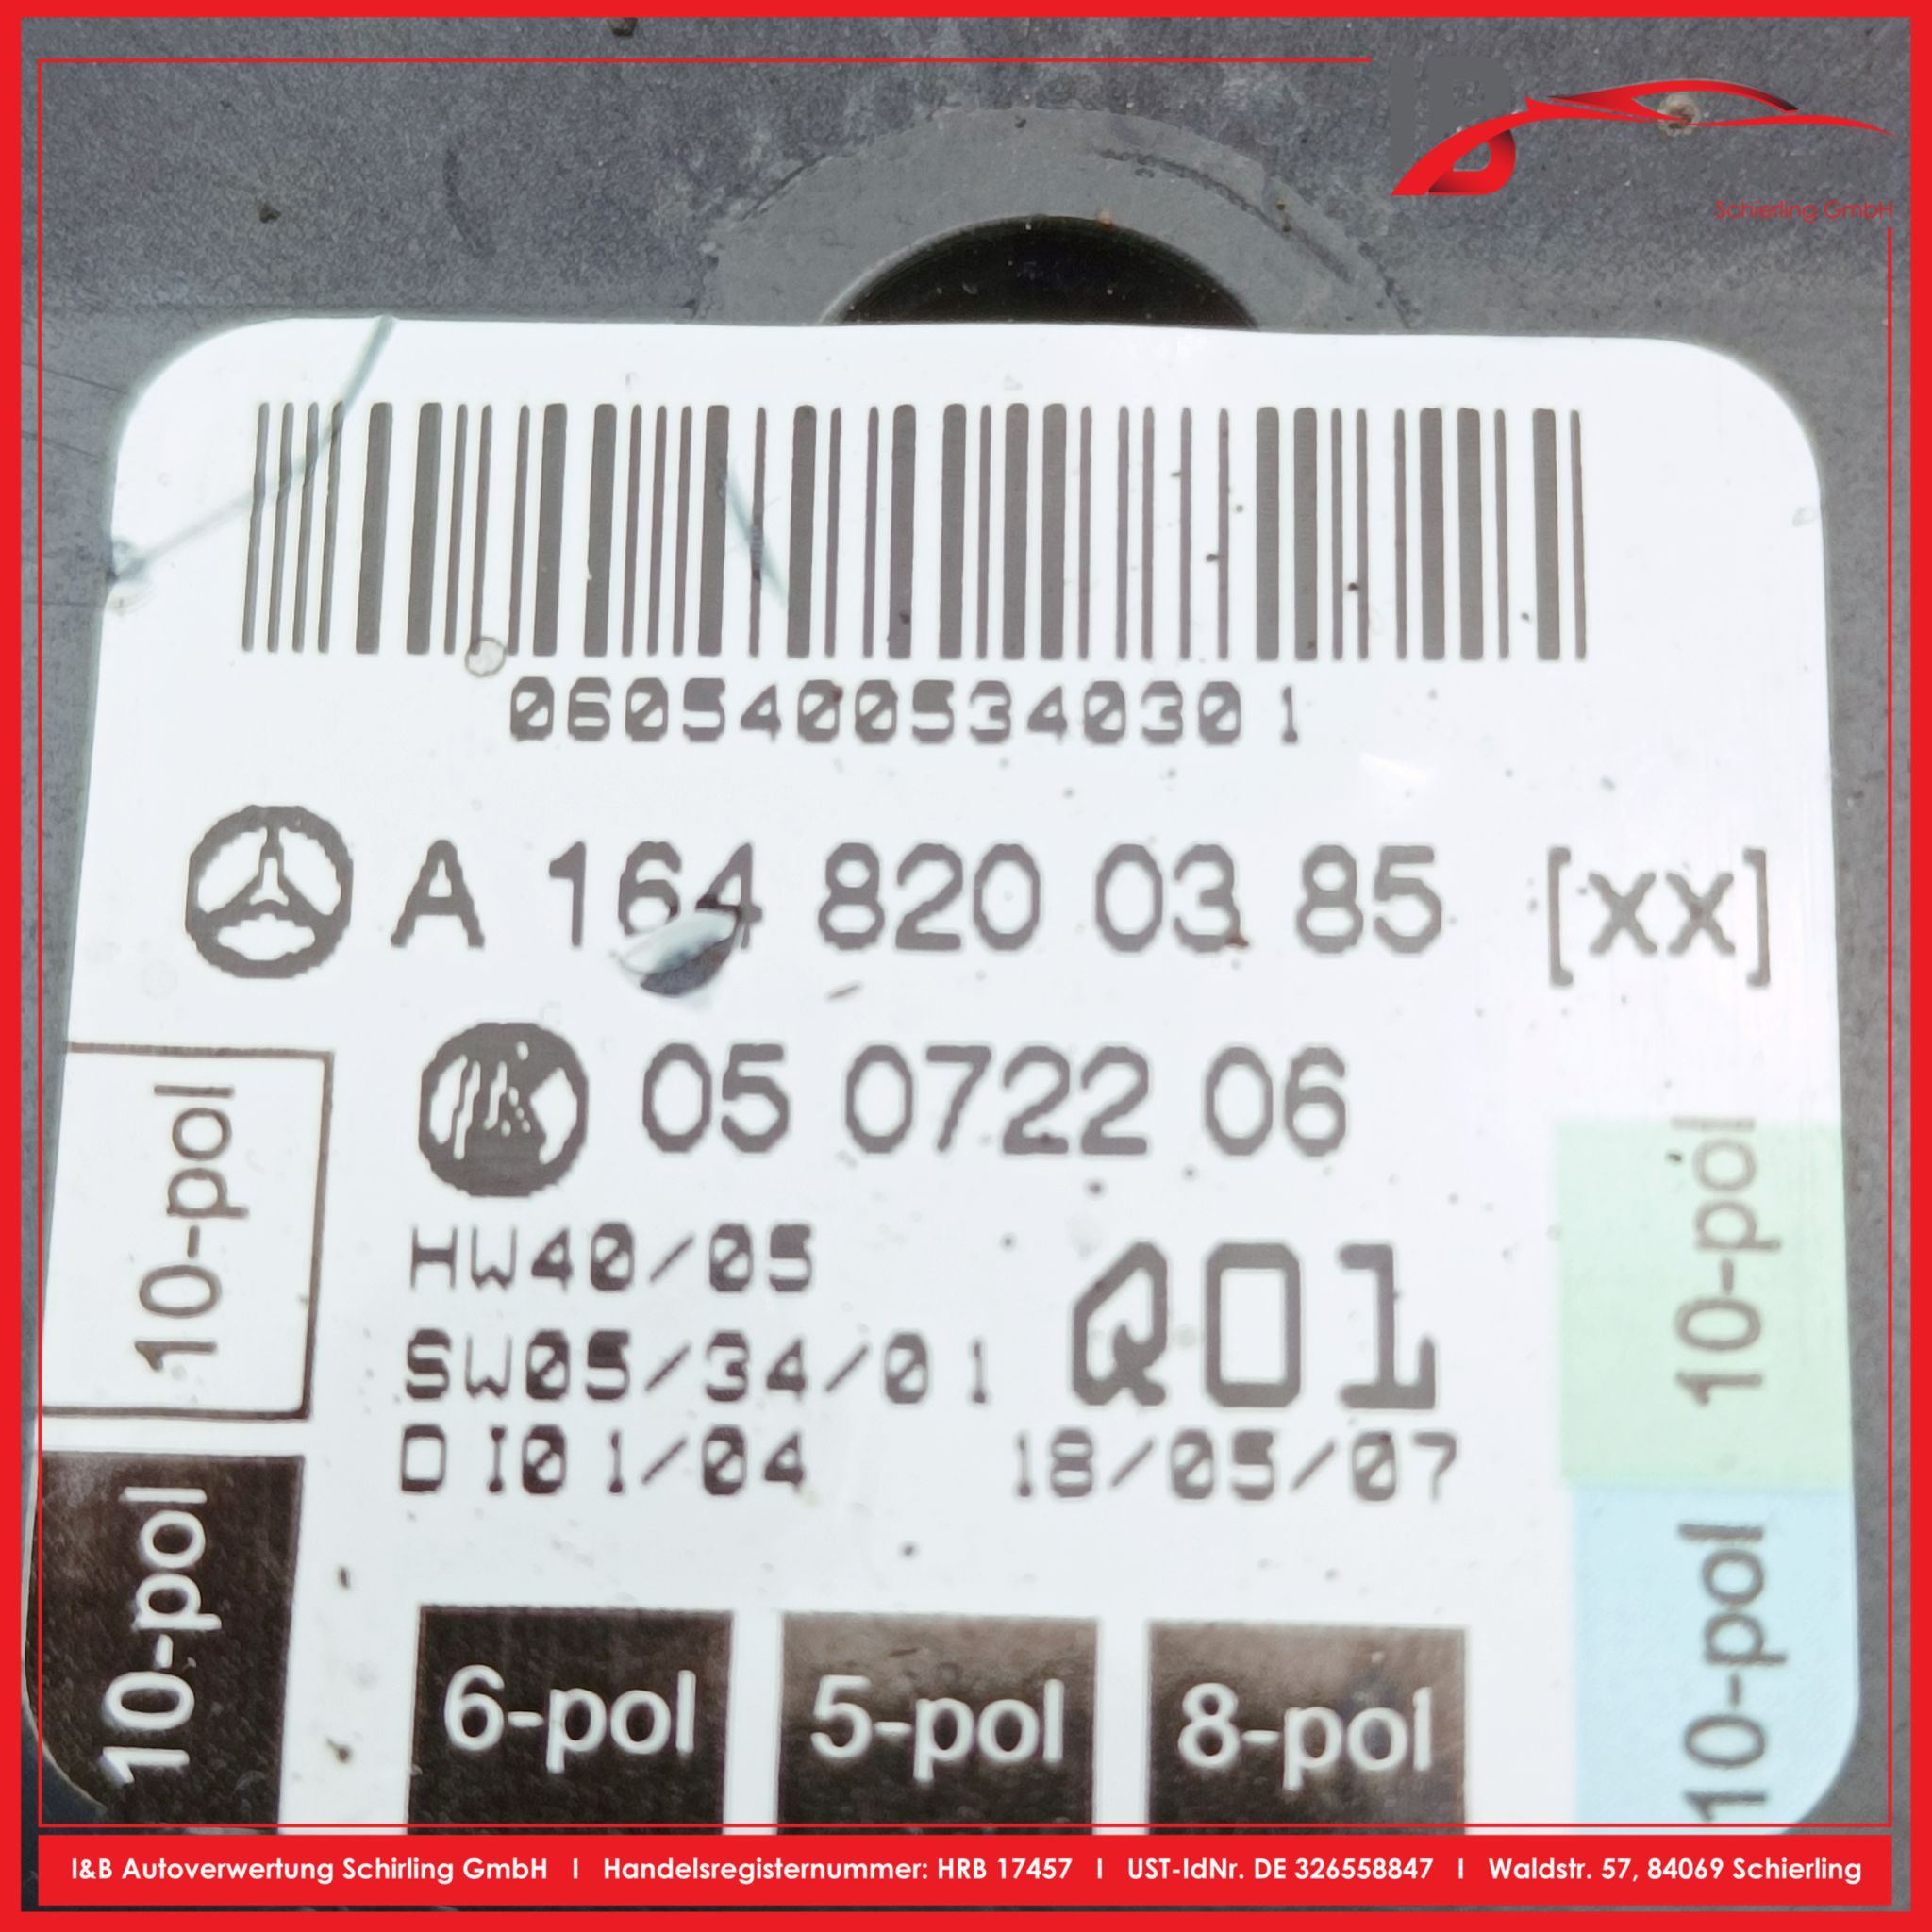 IB
Schierling GmbH
06054005340301
A 164 820 03 85 [XX]
05 0722 06
HW40/05
SW05/34/01
Q01
DI01/04 18/05/07
10-pol
10-pol
10-pol
10-pol
6-pol 5-pol 8-pol
I&B Autoverwertung Schirling GmbH I Handelsregisternummer: HRB 17457 I UST-IdNr. DE 326558847 I Waldstr. 57, 84069 Schierling